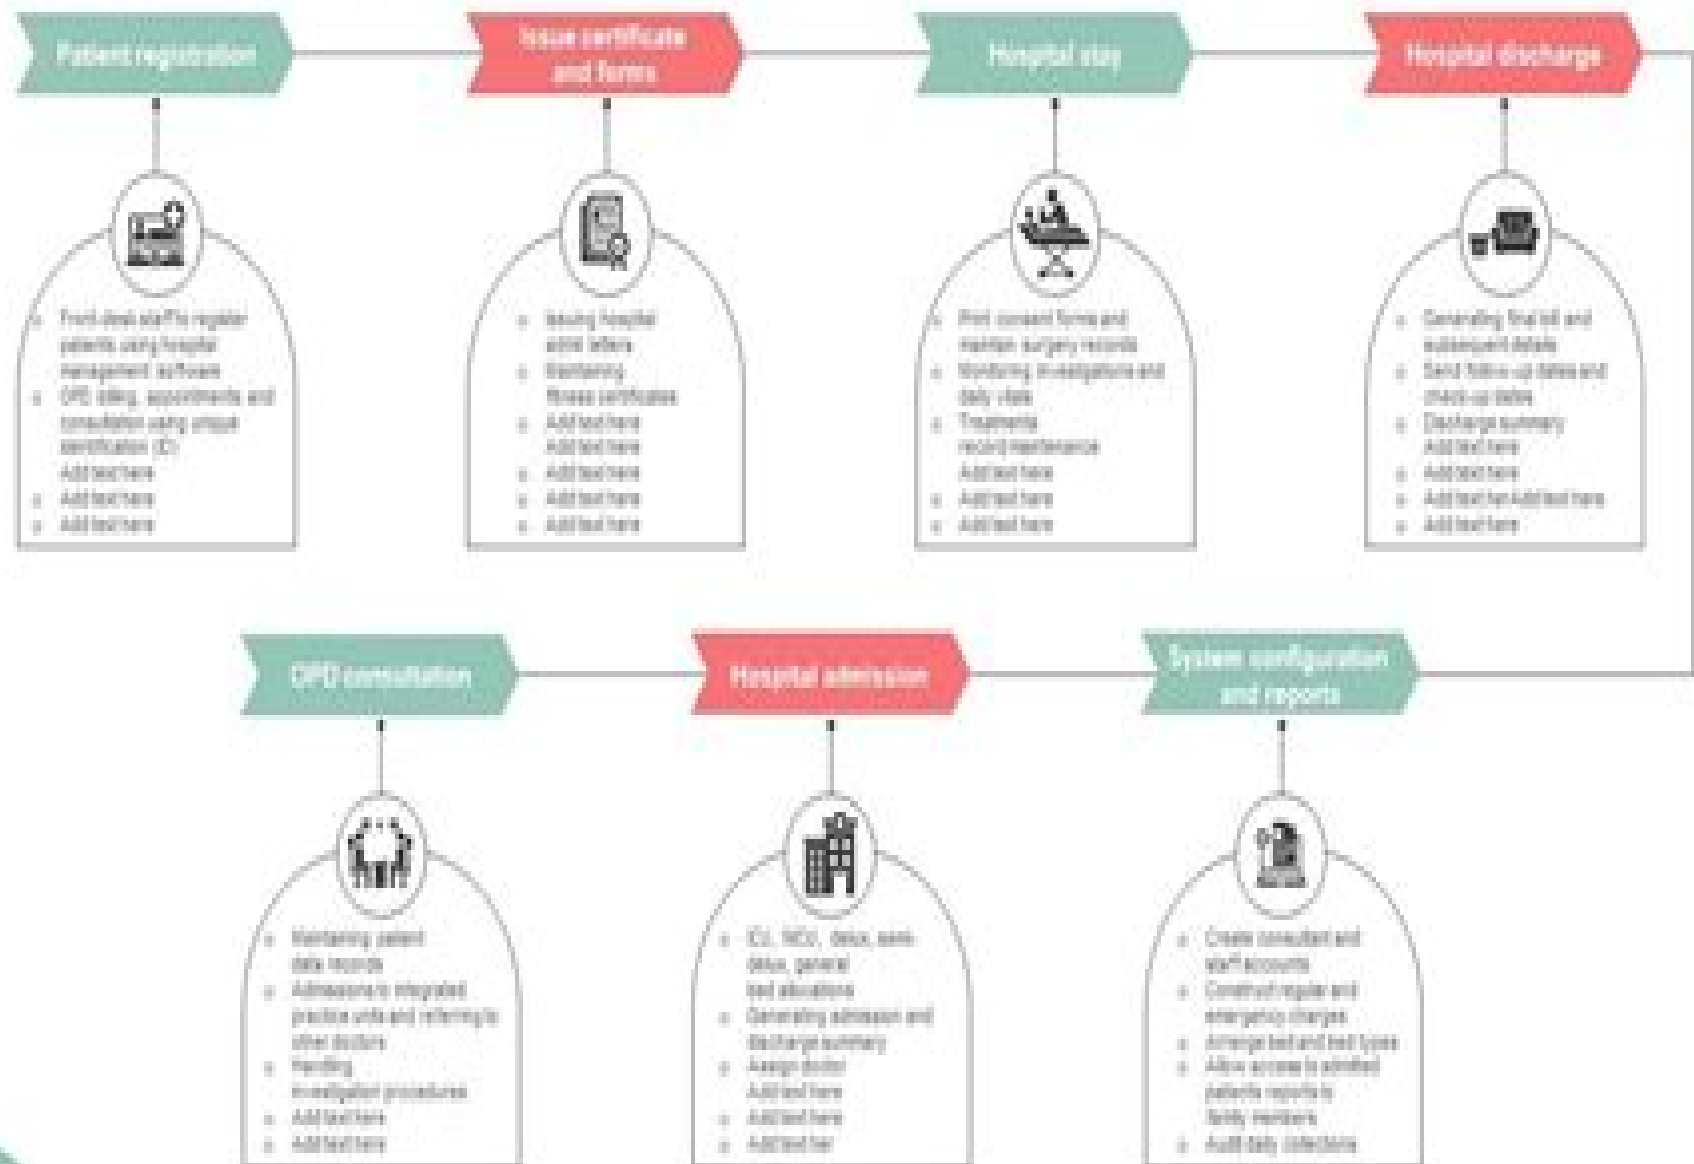 Patient registration
Issue certificate
and forms
Hospital stay
Hospital discharge
Front-desk staff to register
patients using hospital
management software
OPD billing, appointments and
consultation using unique
identification (ID)
Add text here
Add text here
Add text here
Issuing hospital
admit letters
Maintaining
fitness certificates
Add text here
Add text here
Add text here
Add text here
Add text here
Print consent forms and
maintain surgery records
Monitoring investigations and
daily vitals
Treatments
record maintenance
Add text here
Add text here
Add text here
Generating final bill and
subsequent details
Send follow-up dates and
check-up dates
Discharge summary
Add text here
Add text here
Add text herAdd text here
Add text here
OPD consultation
Hospital admission
System configuration
and reports
Maintaining patient
data records
Admissions to integrated
practice units and referring to
other doctors
Handling
investigation procedures
Add text here
Add text here
ICU, delux, semi-
delux, general
bed allocations
Generating admission and
discharge summary
Assign doctor
Add text here
Add text here
Add text her
Create consultant and
staff accounts
Construct regular and
emergency charges
Arrange bed and bed types
Allow access to admitted
patients reports to
family members
Audit daily collections